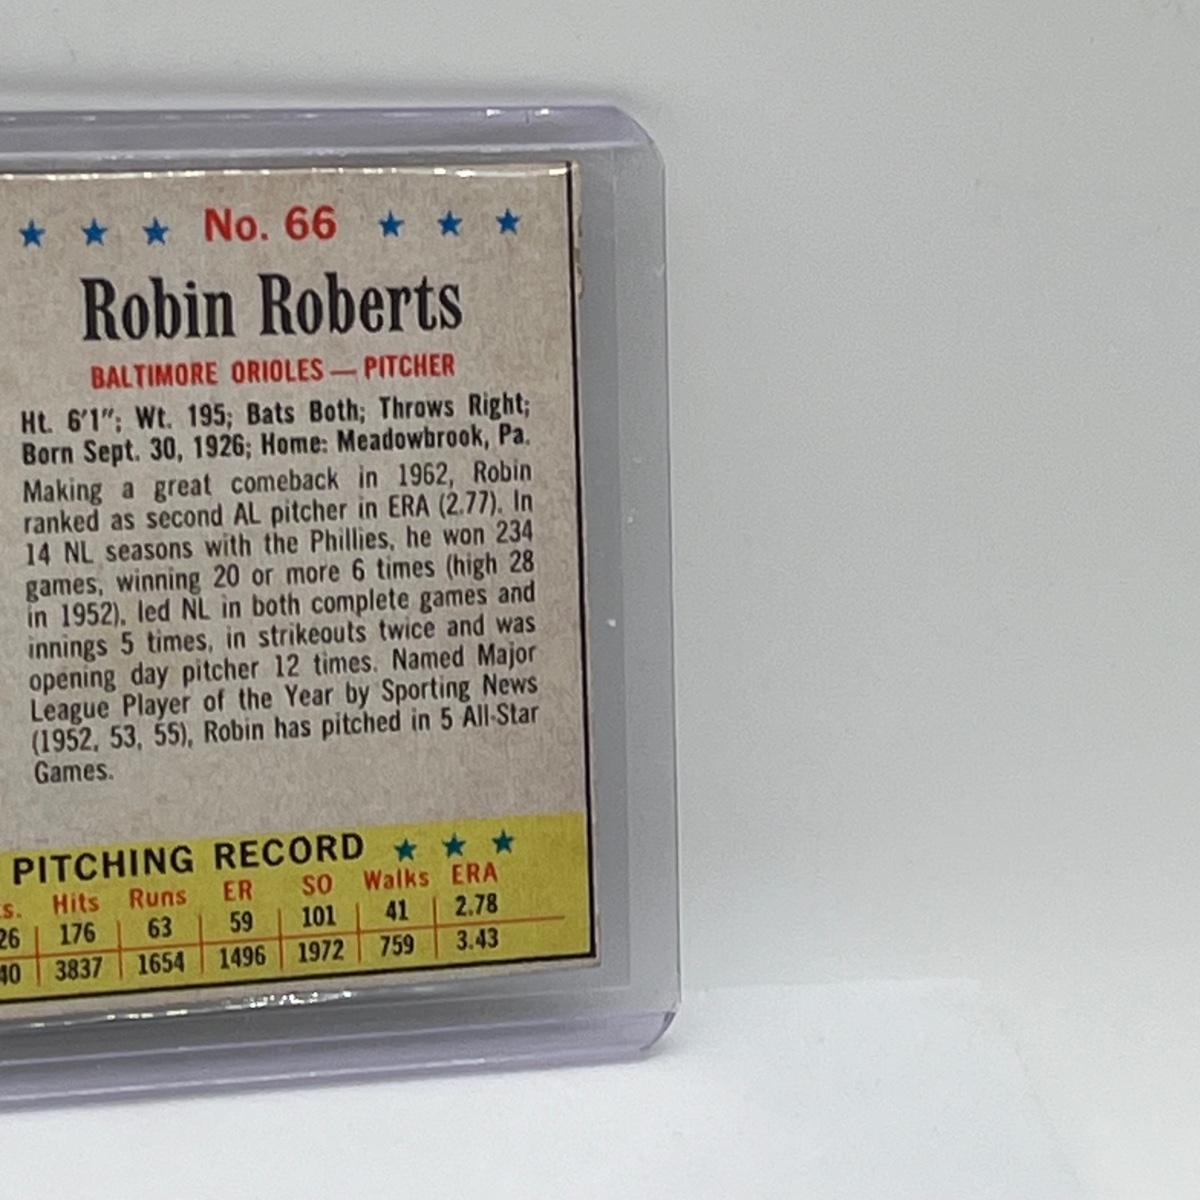 No. 66
Robin Roberts
BALTIMORE ORIOLES — PITCHER
Ht. 6'1"; Wt. 195; Bats Both; Throws Right;
Born Sept. 30, 1926; Home: Meadowbrook, Pa.
Making a great comeback in 1962, Robin
ranked as second AL pitcher in ERA (2.77). In
14 NL seasons with the Phillies, he won 234
games, winning 20 or more 6 times (high 28
in 1952), led NL in both complete games and
innings 5 times, in strikeouts twice and was
opening day pitcher 12 times. Named Major
League Player of the Year by Sporting News
(1952, 53, 55), Robin has pitched in 5 All-Star
Games.
PITCHING RECORD
s. Hits Runs ER SO Walks ERA
26 176 63 59 101 41 2.78
40 3837 1654 1496 1972 759 3.43